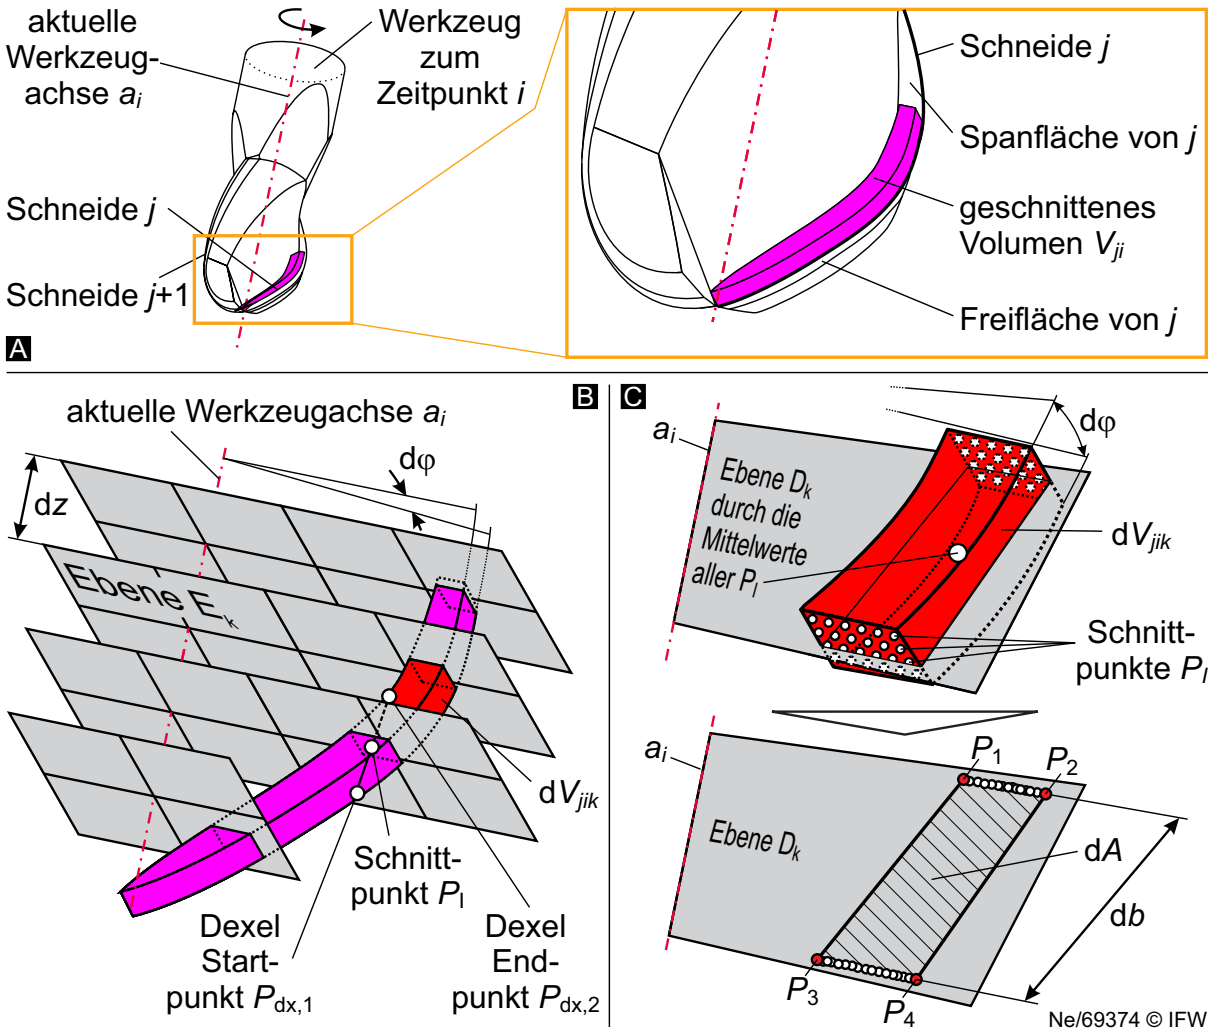 aktuelle
Werkzeug-
achse ai
Werkzeug
zum
Zeitpunkt i
Schneide j
Schneide j+1
Schneide j
Spanfläche von j
geschnittenes
Volumen Vji
Freifläche von j
A
B
aktuelle Werkzeugachse ai
dφ
dz
Ebene Ek
dVjik
Schnitt-
punkt Pl
Dexel
Start-
punkt Pdx,1
Dexel
End-
punkt Pdx,2
C
ai
dφ
Ebene Dk
durch die
Mittelwerte
aller Pl
dVjik
Schnitt-
punkte Pl
ai
P1
P2
Ebene Dk
dA
db
P3
P4
Ne/69374 © IFW